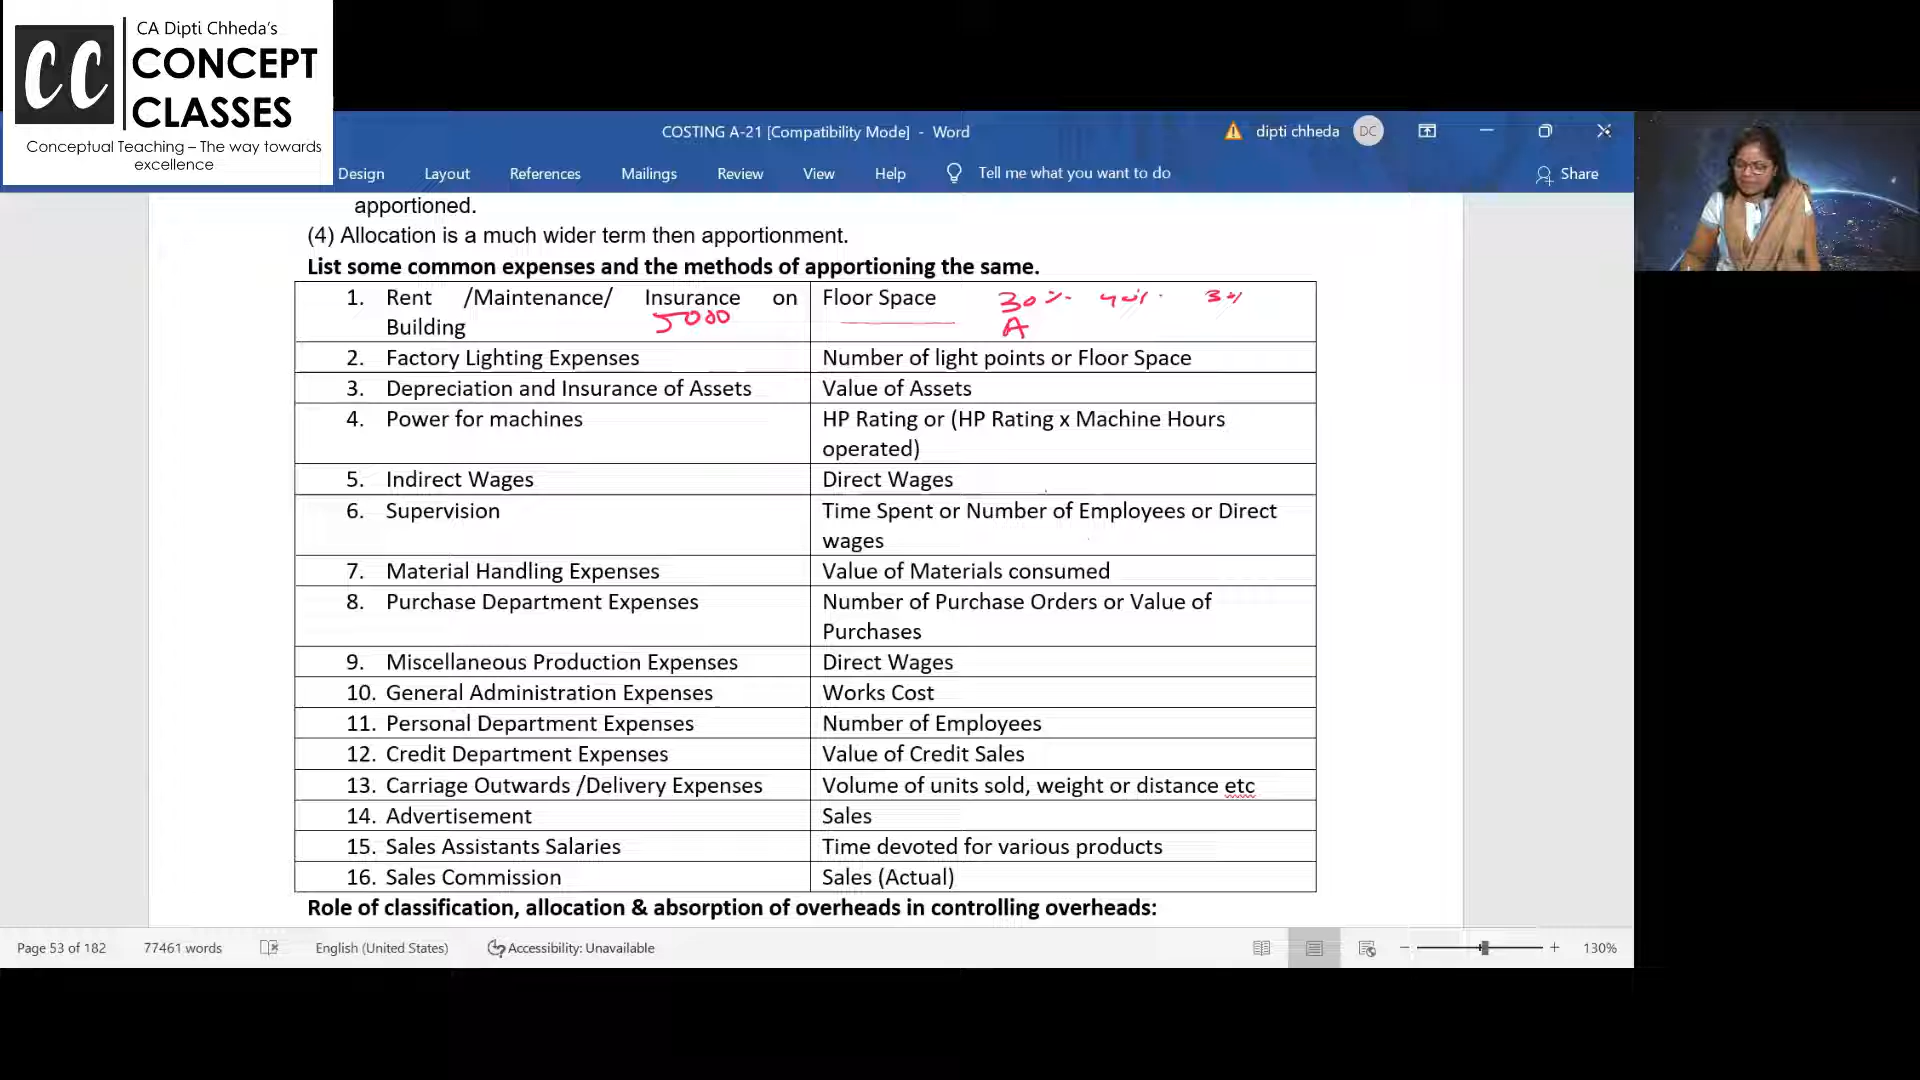 CC
CA Dipti Chheda's
CONCEPT
CLASSES
Conceptual Teaching – The way towards
excellence
COSTING A-21 [Compatibility Mode] - Word
dipti chheda
DC
Design Layout References Mailings Review View Help Tell me what you want to do
Share
apportioned.
(4) Allocation is a much wider term then apportionment.
List some common expenses and the methods of apportioning the same.
1. Rent /Maintenance/ Insurance on Floor Space 30%
Building 5000 A
2. Factory Lighting Expenses Number of light points or Floor Space
3. Depreciation and Insurance of Assets Value of Assets
4. Power for machines HP Rating or (HP Rating x Machine Hours
operated)
5. Indirect Wages Direct Wages
6. Supervision Time Spent or Number of Employees or Direct
wages
7. Material Handling Expenses Value of Materials consumed
8. Purchase Department Expenses Number of Purchase Orders or Value of
Purchases
9. Miscellaneous Production Expenses Direct Wages
10. General Administration Expenses Works Cost
11. Personal Department Expenses Number of Employees
12. Credit Department Expenses Value of Credit Sales
13. Carriage Outwards /Delivery Expenses Volume of units sold, weight or distance etc
14. Advertisement Sales
15. Sales Assistants Salaries Time devoted for various products
16. Sales Commission Sales (Actual)
Role of classification, allocation & absorption of overheads in controlling overheads:
Page 53 of 182 77461 words English (United States) Accessibility: Unavailable 130%